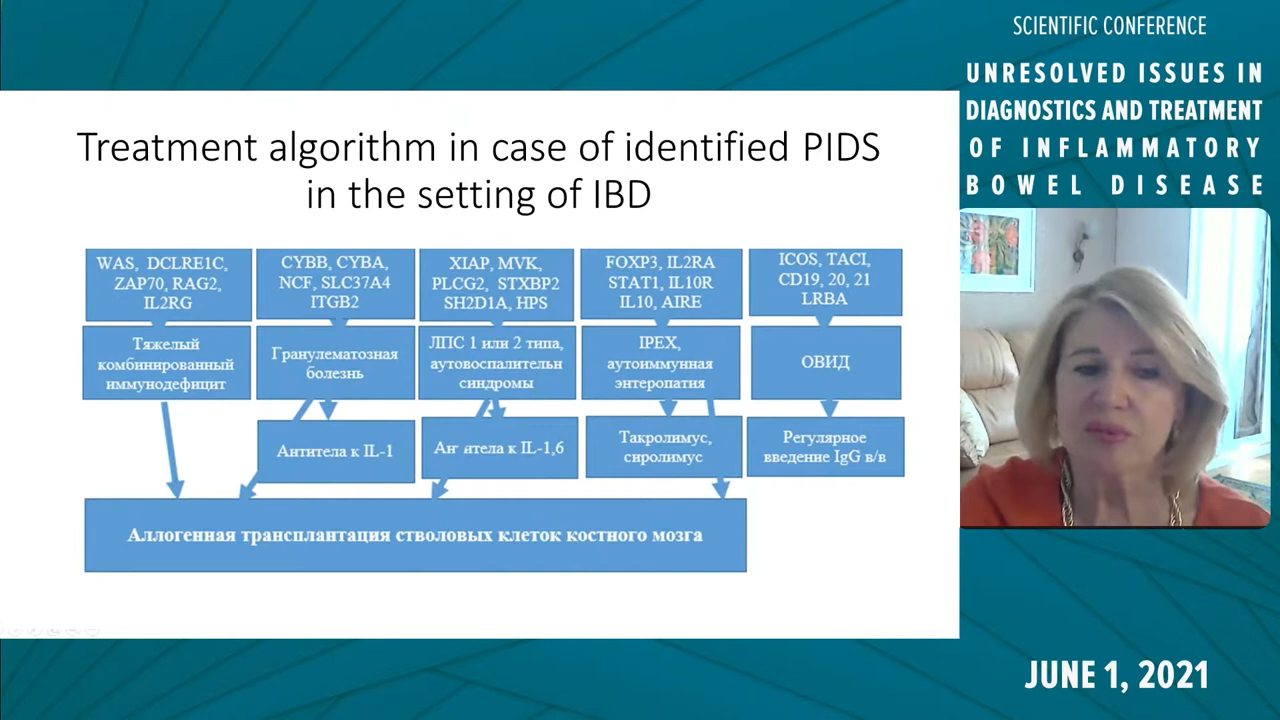 SCIENTIFIC CONFERENCE
UNRESOLVED ISSUES IN
DIAGNOSTICS AND TREATMENT
OF INFLAMMATORY
BOWEL DISEASE
Treatment algorithm in case of identified PIDS
in the setting of IBD
WAS, DCLRE1C,
ZAP70, RAG2,
IL2RG
CYBB, CYBA,
NCF, SLC37A4
ITGB2
XIAP, MVK,
PLCG2, STXBP2
SH2D1A, HPS
FOXP3, IL2RA
STAT1, IL10R
IL10, AIRE
ICOS, TACI,
CD19, 20, 21
LRBA
Тяжелый
комбинированный
иммунодефицит
Гранулематозная
болезнь
ЛПС 1 или 2 типа,
аутовоспалительн
синдромы
IPEX,
аутоиммунная
энтеропатия
ОВИД
Антитела к IL-1
Антитела к IL-1,6
Такролимус,
сиролимус
Регулярное
введение IgG в/в
Аллогенная трансплантация стволовых клеток костного мозга
JUNE 1, 2021